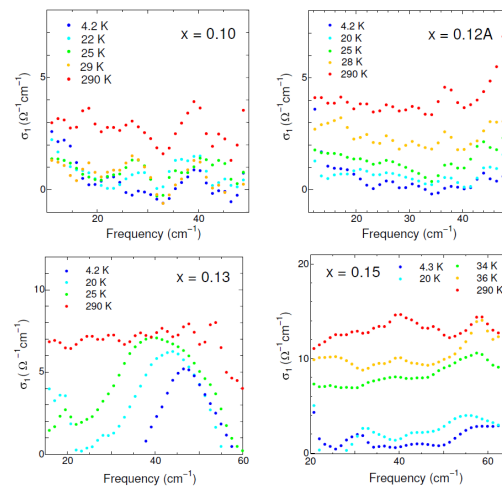 4.2 K
22 K
25 K
29 K
290 K
x = 0.10
5
0
σ1 (Ω⁻¹cm⁻¹)
20
40
Frequency (cm⁻¹)
4.2 K
20 K
25 K
28 K
290 K
x = 0.12A
5
0
σ1 (Ω⁻¹cm⁻¹)
20
30
40
Frequency (cm⁻¹)
4.2 K
20 K
25 K
290 K
x = 0.13
10
5
0
σ1( Ω⁻¹cm⁻¹)
20
40
60
Frequency (cm⁻¹)
x = 0.15
4.3 K
20 K
34 K
36 K
290 K
20
10
0
σ1 (Ω⁻¹cm⁻¹)
20
40
60
Frequency (cm⁻¹)